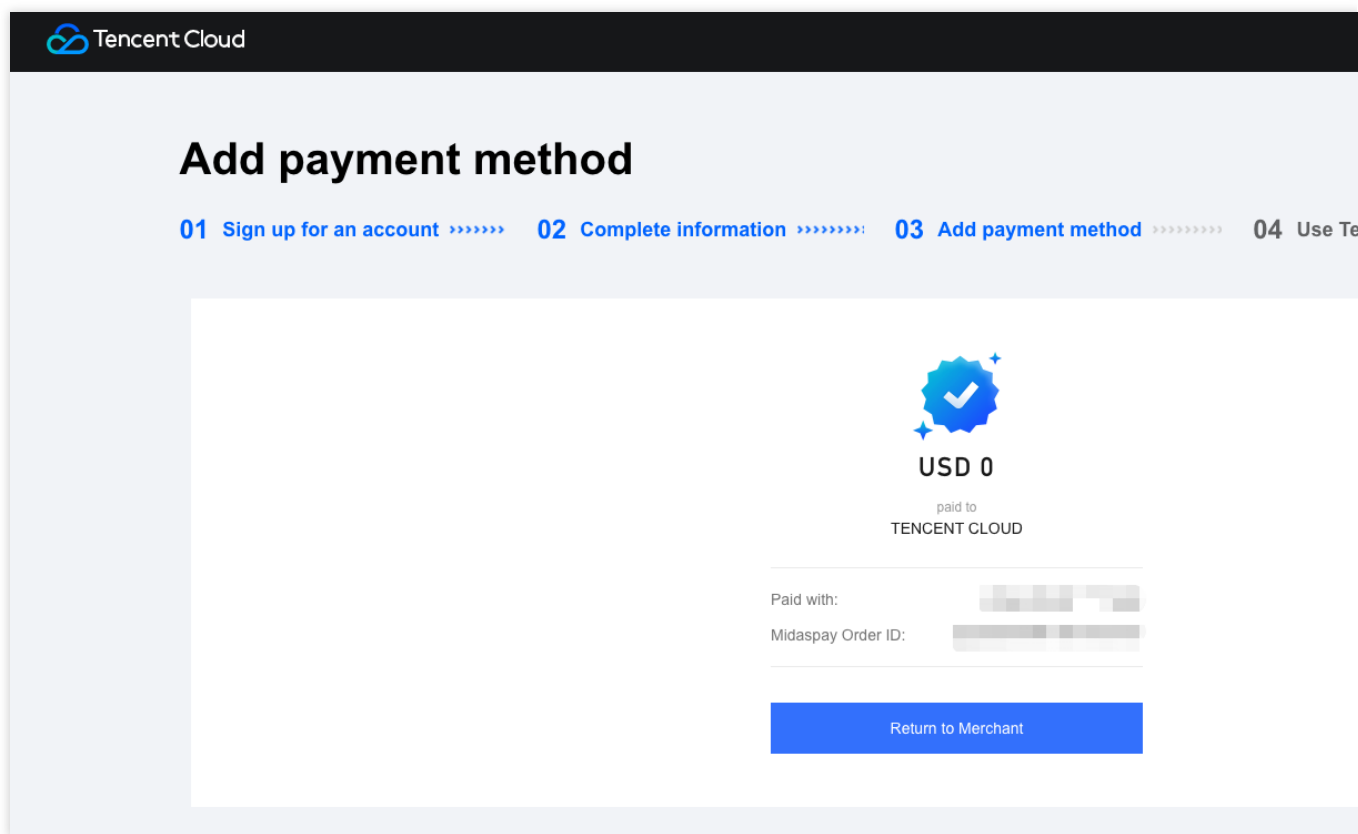 Tencent Cloud
Add payment method
01 Sign up for an account 02 Complete information 03 Add payment method 04 Use
USD 0
paid to
TENCENT CLOUD
Paid with:
Midaspay Order ID:
Return to Merchant